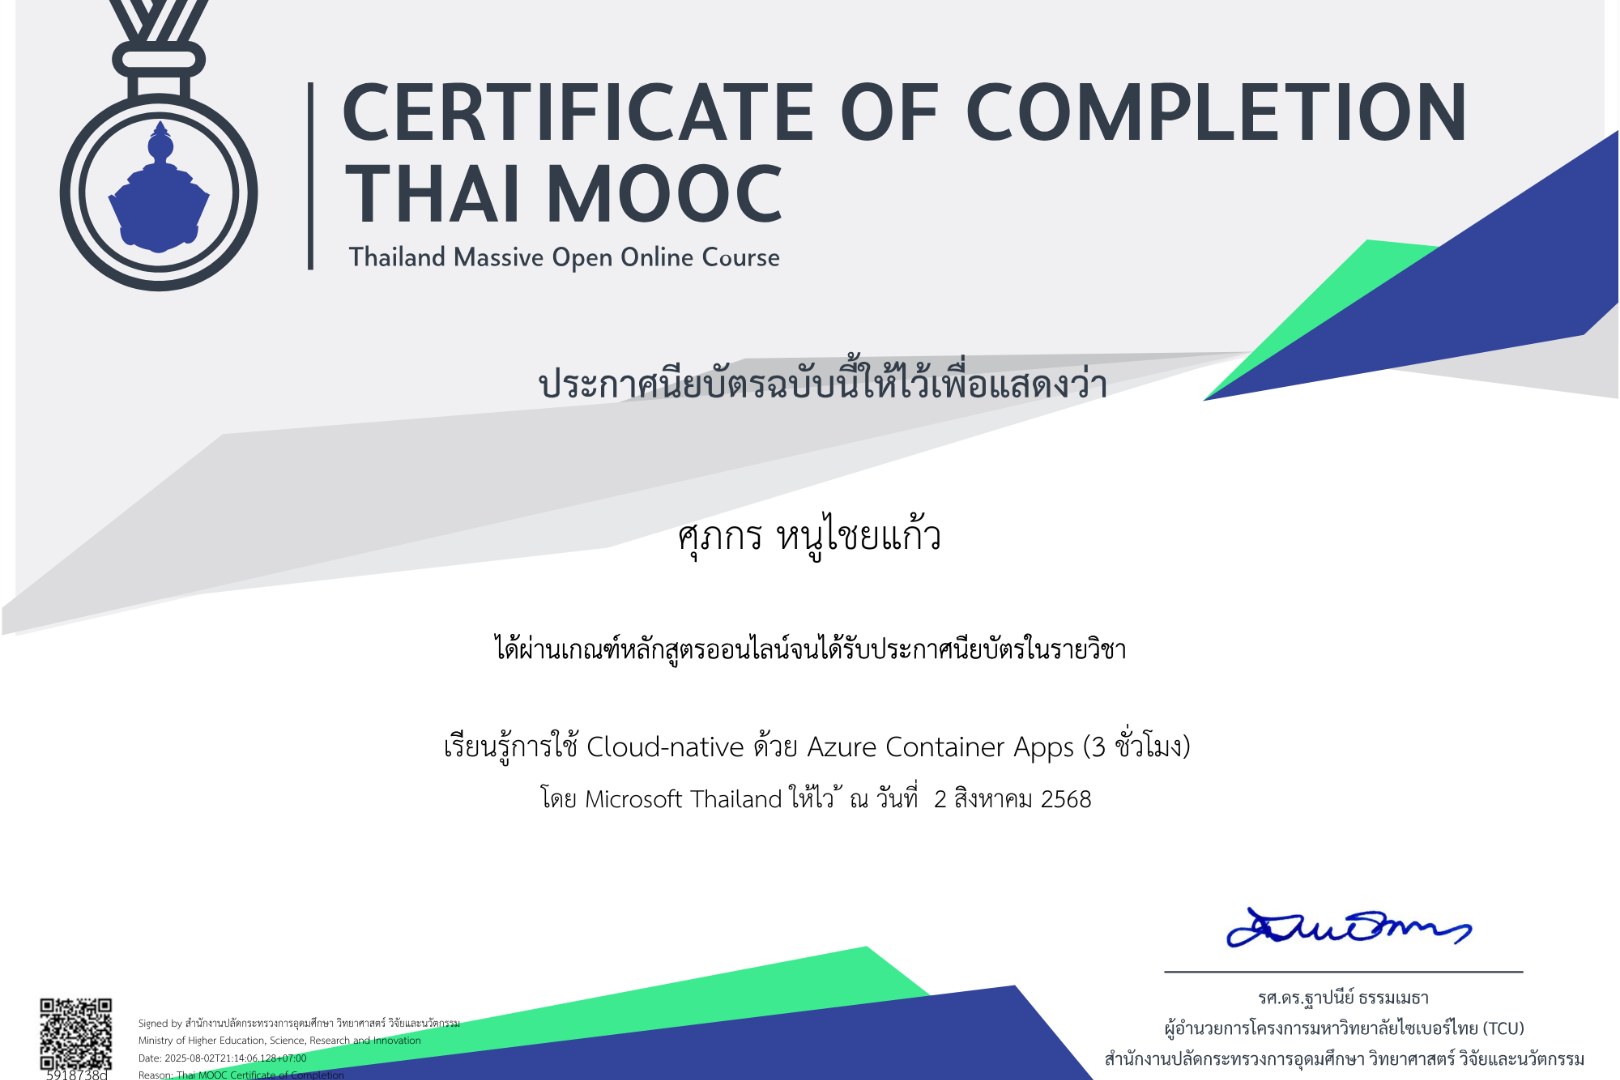 CERTIFICATE OF COMPLETION
THAI MOOC
Thailand Massive Open Online Course
ประกาศนียบัตรฉบับนี้ให้ไว้เพื่อแสดงว่า
ศุภกร หนูไชยแก้ว
ได้ผ่านเกณฑ์หลักสูตรออนไลน์จนได้รับประกาศนียบัตรในรายวิชา
เรียนรู้การใช้ Cloud-native ด้วย Azure Container Apps (3 ชั่วโมง)
โดย Microsoft Thailand ให้ไว้ ณ วันที่ 2 สิงหาคม 2568
รศ.ดร.ฐาปนีย์ ธรรมเมธา
ผู้อำนวยการโครงการมหาวิทยาลัยไซเบอร์ไทย (TCU)
สำนักงานปลัดกระทรวงการอุดมศึกษา วิทยาศาสตร์ วิจัยและนวัตกรรม
5918738d
Signed by สำนักงานปลัดกระทรวงการอุดมศึกษา วิทยาศาสตร์ วิจัยและนวัตกรรม
Ministry of Higher Education, Science, Research and Innovation
Date: 2025-08-02T21:14:06.128+07:00
Reason: Thai MOOC Certificate of Completion